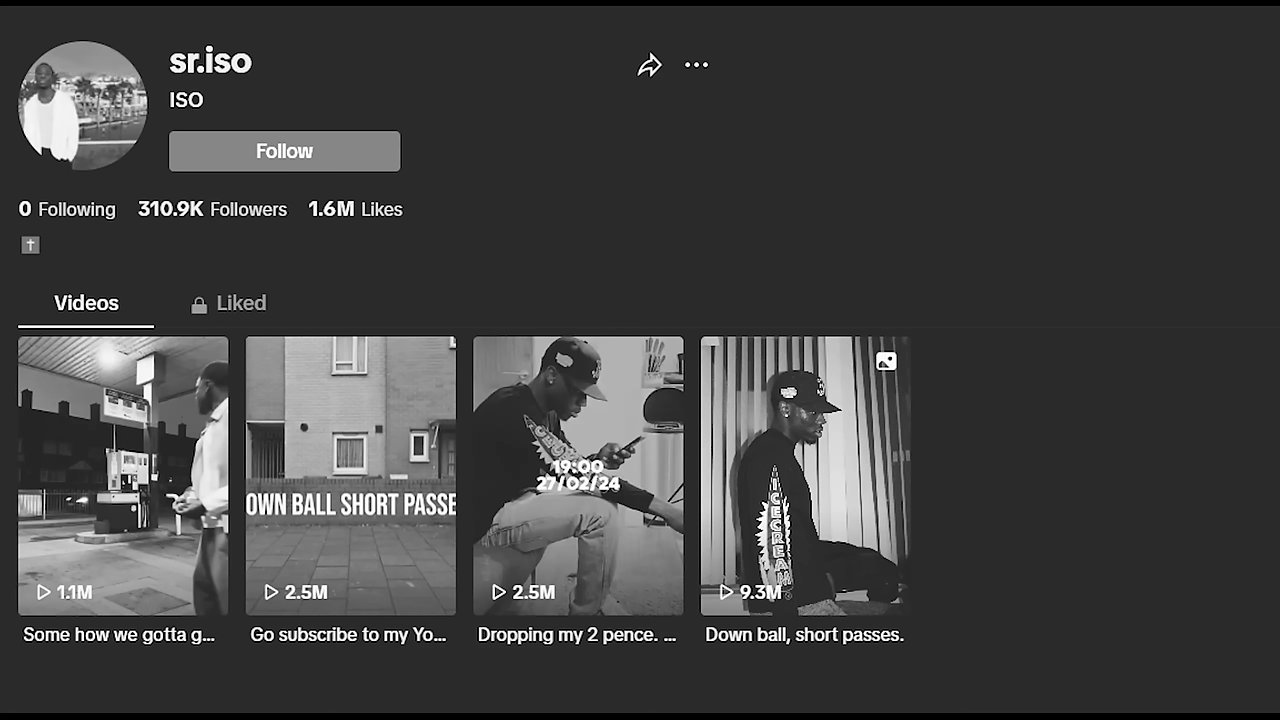 sr.iso
ISO
Follow
0 Following 310.9K Followers 1.6M Likes
Videos Liked
OWN BALL SHORT PASSE
19:00
27/02/24
ICECREAM
1.1M 2.5M 2.5M 9.3M
Some how we gotta g...
Go subscribe to my Yo...
Dropping my 2 pence. ...
Down ball, short passes.